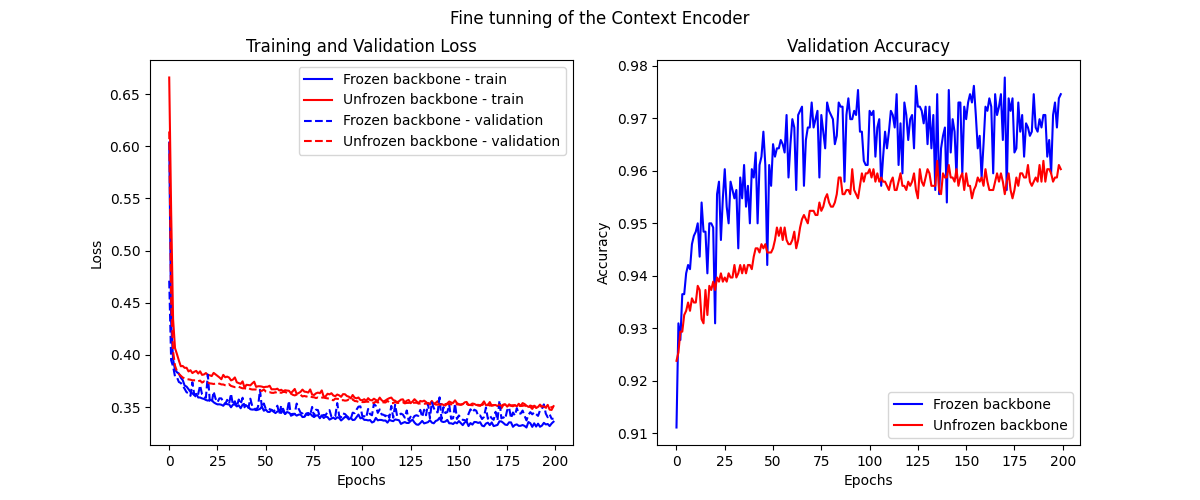 Fine tunning of the Context Encoder
Training and Validation Loss
Loss
0.65
0.60
0.55
0.50
0.45
0.40
0.35
Frozen backbone - train
Unfrozen backbone - train
Frozen backbone - validation
Unfrozen backbone - validation
0 25 50 75 100 125 150 175 200
Epochs
Validation Accuracy
Accuracy
0.98
0.97
0.96
0.95
0.94
0.93
0.92
0.91
Frozen backbone
Unfrozen backbone
0 25 50 75 100 125 150 175 200
Epochs